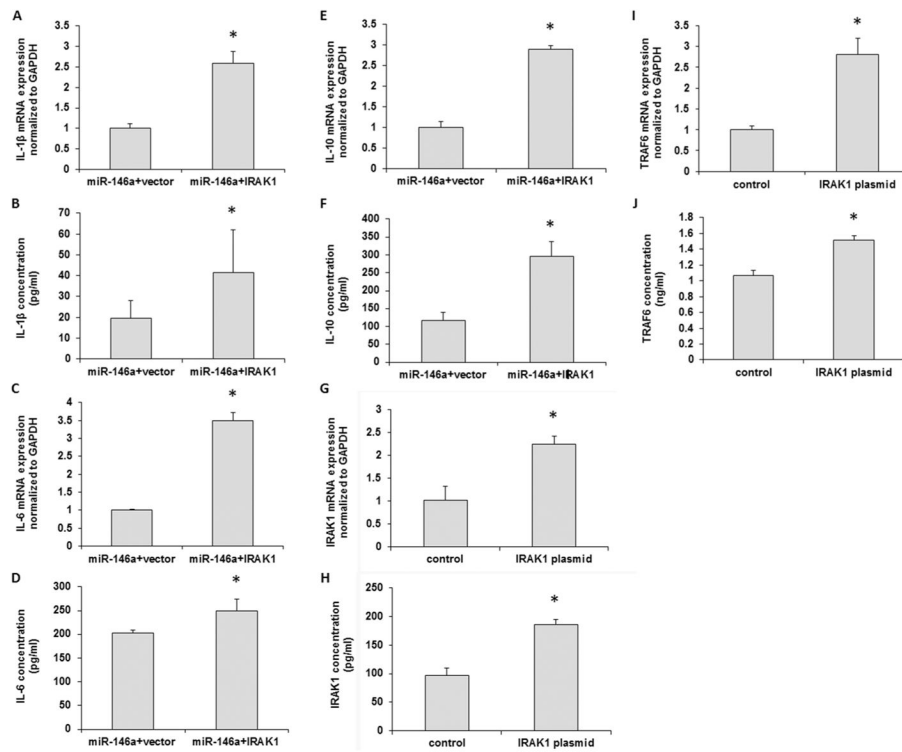 A
IL-1β mRNA expression
normalized to GAPDH
3.5
3
2.5
2
1.5
1
0.5
0
*
miR-146a+vector
miR-146a+IRAK1
B
IL-1β concentration
(pg/ml)
70
60
50
40
30
20
10
0
*
miR-146a+vector
miR-146a+IRAK1
C
IL-6 mRNA expression
normalized to GAPDH
4
3.5
3
2.5
2
1.5
1
0.5
0
*
miR-146a+vector
miR-146a+IRAK1
D
IL-6 concentration
(pg/ml)
300
250
200
150
100
50
0
*
miR-146a+vector
miR-146a+IRAK1
E
IL-10 mRNA expression
normalized to GAPDH
3.5
3
2.5
2
1.5
1
0.5
0
*
miR-146a+vector
miR-146a+IRAK1
F
IL-10 concentration
(pg/ml)
400
350
300
250
200
150
100
50
0
*
miR-146a+vector
miR-146a+IRAK1
G
IRAK1 mRNA expression
normalized to GAPDH
3
2.5
2
1.5
1
0.5
0
*
control
IRAK1 plasmid
H
IRAK1 concentration
(pg/ml)
250
200
150
100
50
0
*
control
IRAK1 plasmid
I
TRAF6 mRNA expression
normalized to GAPDH
3.5
3
2.5
2
1.5
1
0.5
0
*
control
IRAK1 plasmid
J
TRAF6 concentration
(ng/ml)
1.8
1.6
1.4
1.2
1
0.8
0.6
0.4
0.2
0
*
control
IRAK1 plasmid